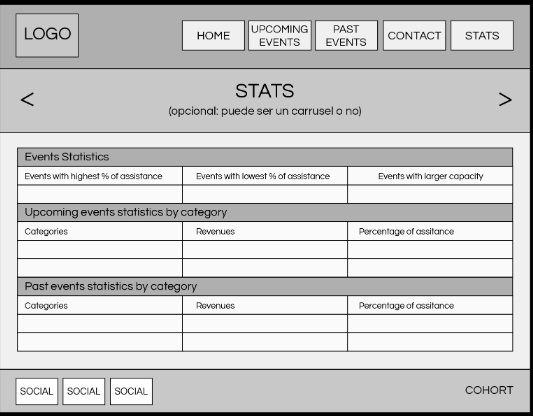 LOGO
HOME
UPCOMING
EVENTS
PAST
EVENTS
CONTACT
STATS
<
STATS
>
(opcional: puede ser un carrusel o no)
Events Statistics
Events with highest % of assistance
Events with lowest % of assistance
Events with larger capacity
Upcoming events statistics by category
Categories
Revenues
Percentage of assitance
Past events statistics by category
Categories
Revenues
Percentage of assitance
SOCIAL
SOCIAL
SOCIAL
COHORT